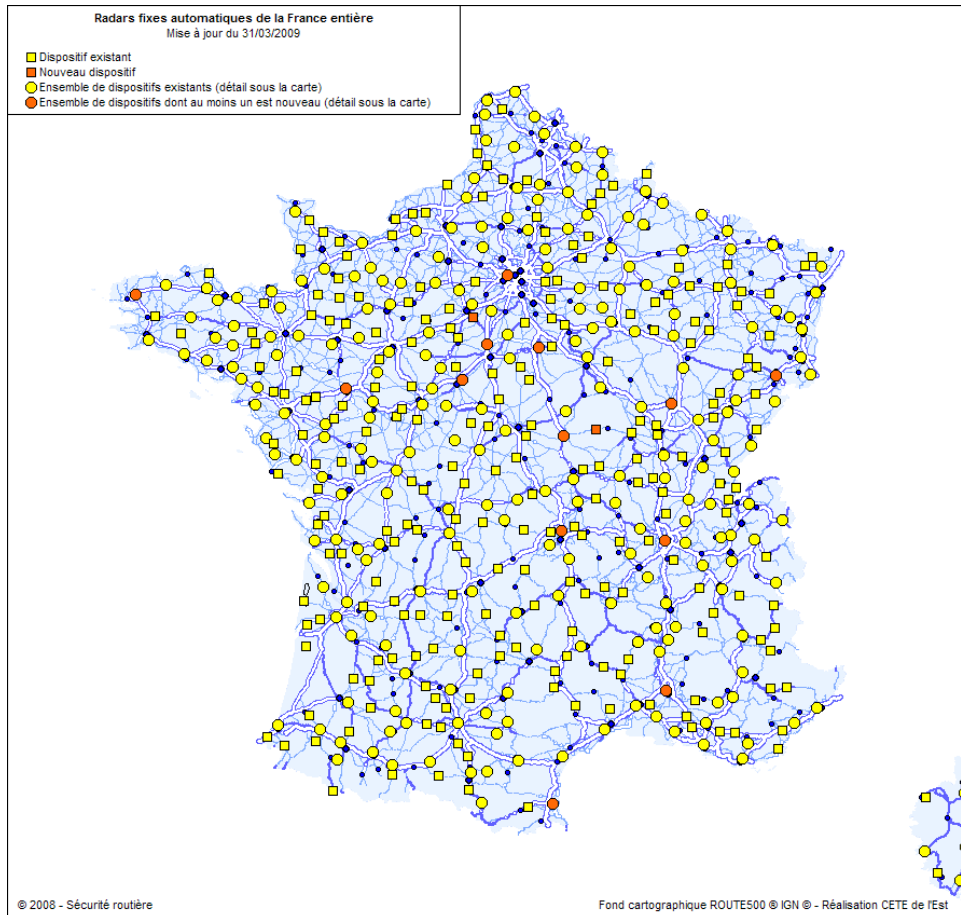 Radars fixes automatiques de la France entière
Mise à jour du 31/03/2009
Dispositif existant
Nouveau dispositif
Ensemble de dispositifs existants (détail sous la carte)
Ensemble de dispositifs dont au moins un est nouveau (détail sous la carte)
© 2008 - Sécurité routière
Fond cartographique ROUTE500 ® IGN © - Réalisation CETE de l'Est